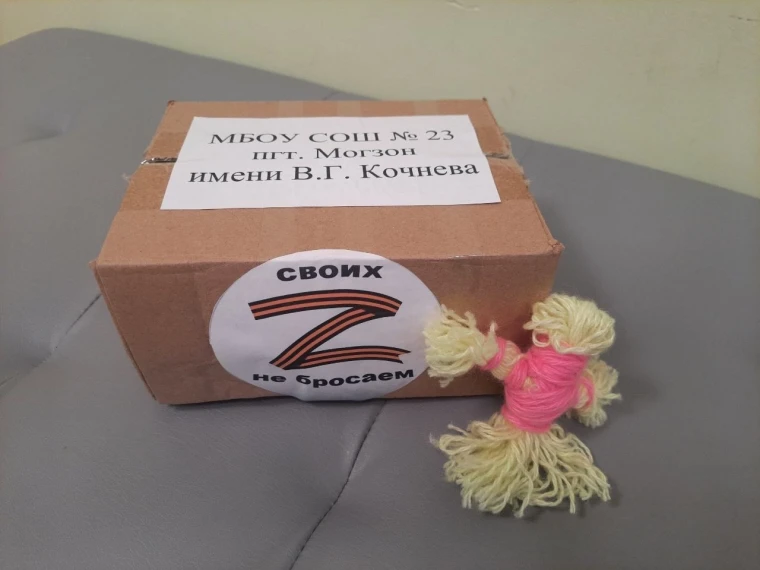 МБОУ СОШ № 23
пгт. Могзон
имени В.Г. Кочнева
своих
Z
не бросаем